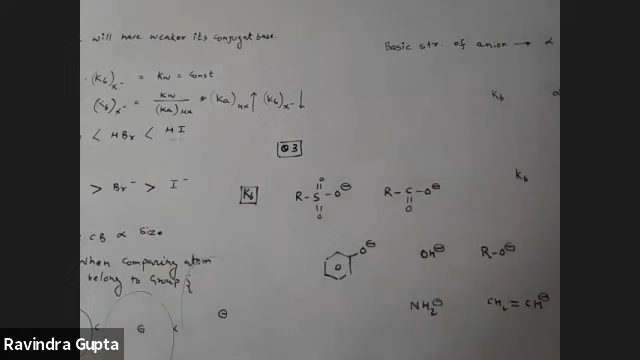 will have weaker its conjugat base.
Basic str. of anion → α
(Kb)x⁻ = Kw = Const
(Kb)x⁻ = Kw/(Ka)Hx * (Ka)Hx ↑ (Kb)x⁻ ↓
Kb α
< HBr < HI
Q3
> Br⁻ > I⁻
Kb
R-S-O⊖
O
O
R-C-O⊖
O
Kb
CB α Size
O⊖
OH⊖
R-O⊖
When comparing atom
belong to Group {
NH2⊖
CH2=CH⊖
< ⊖ < ⊖
Ravindra Gupta